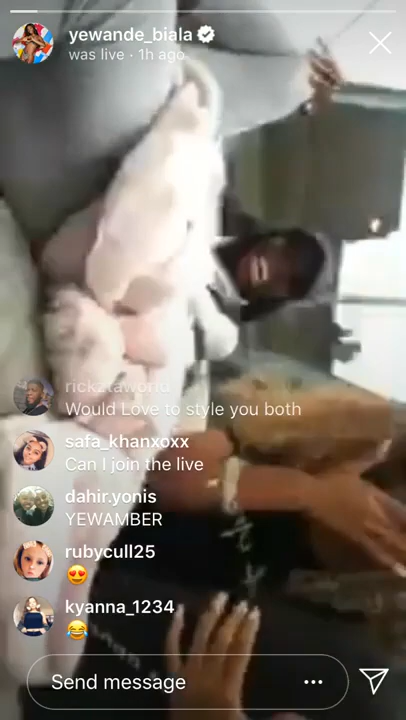 yewande_biala
was live · 1h ago
rickztaworld
Would Love to style you both
safa_khanxoxx
Can I join the live
dahir.yonis
YEWAMBER
rubycull25
😍
kyanna_1234
😂
Send message